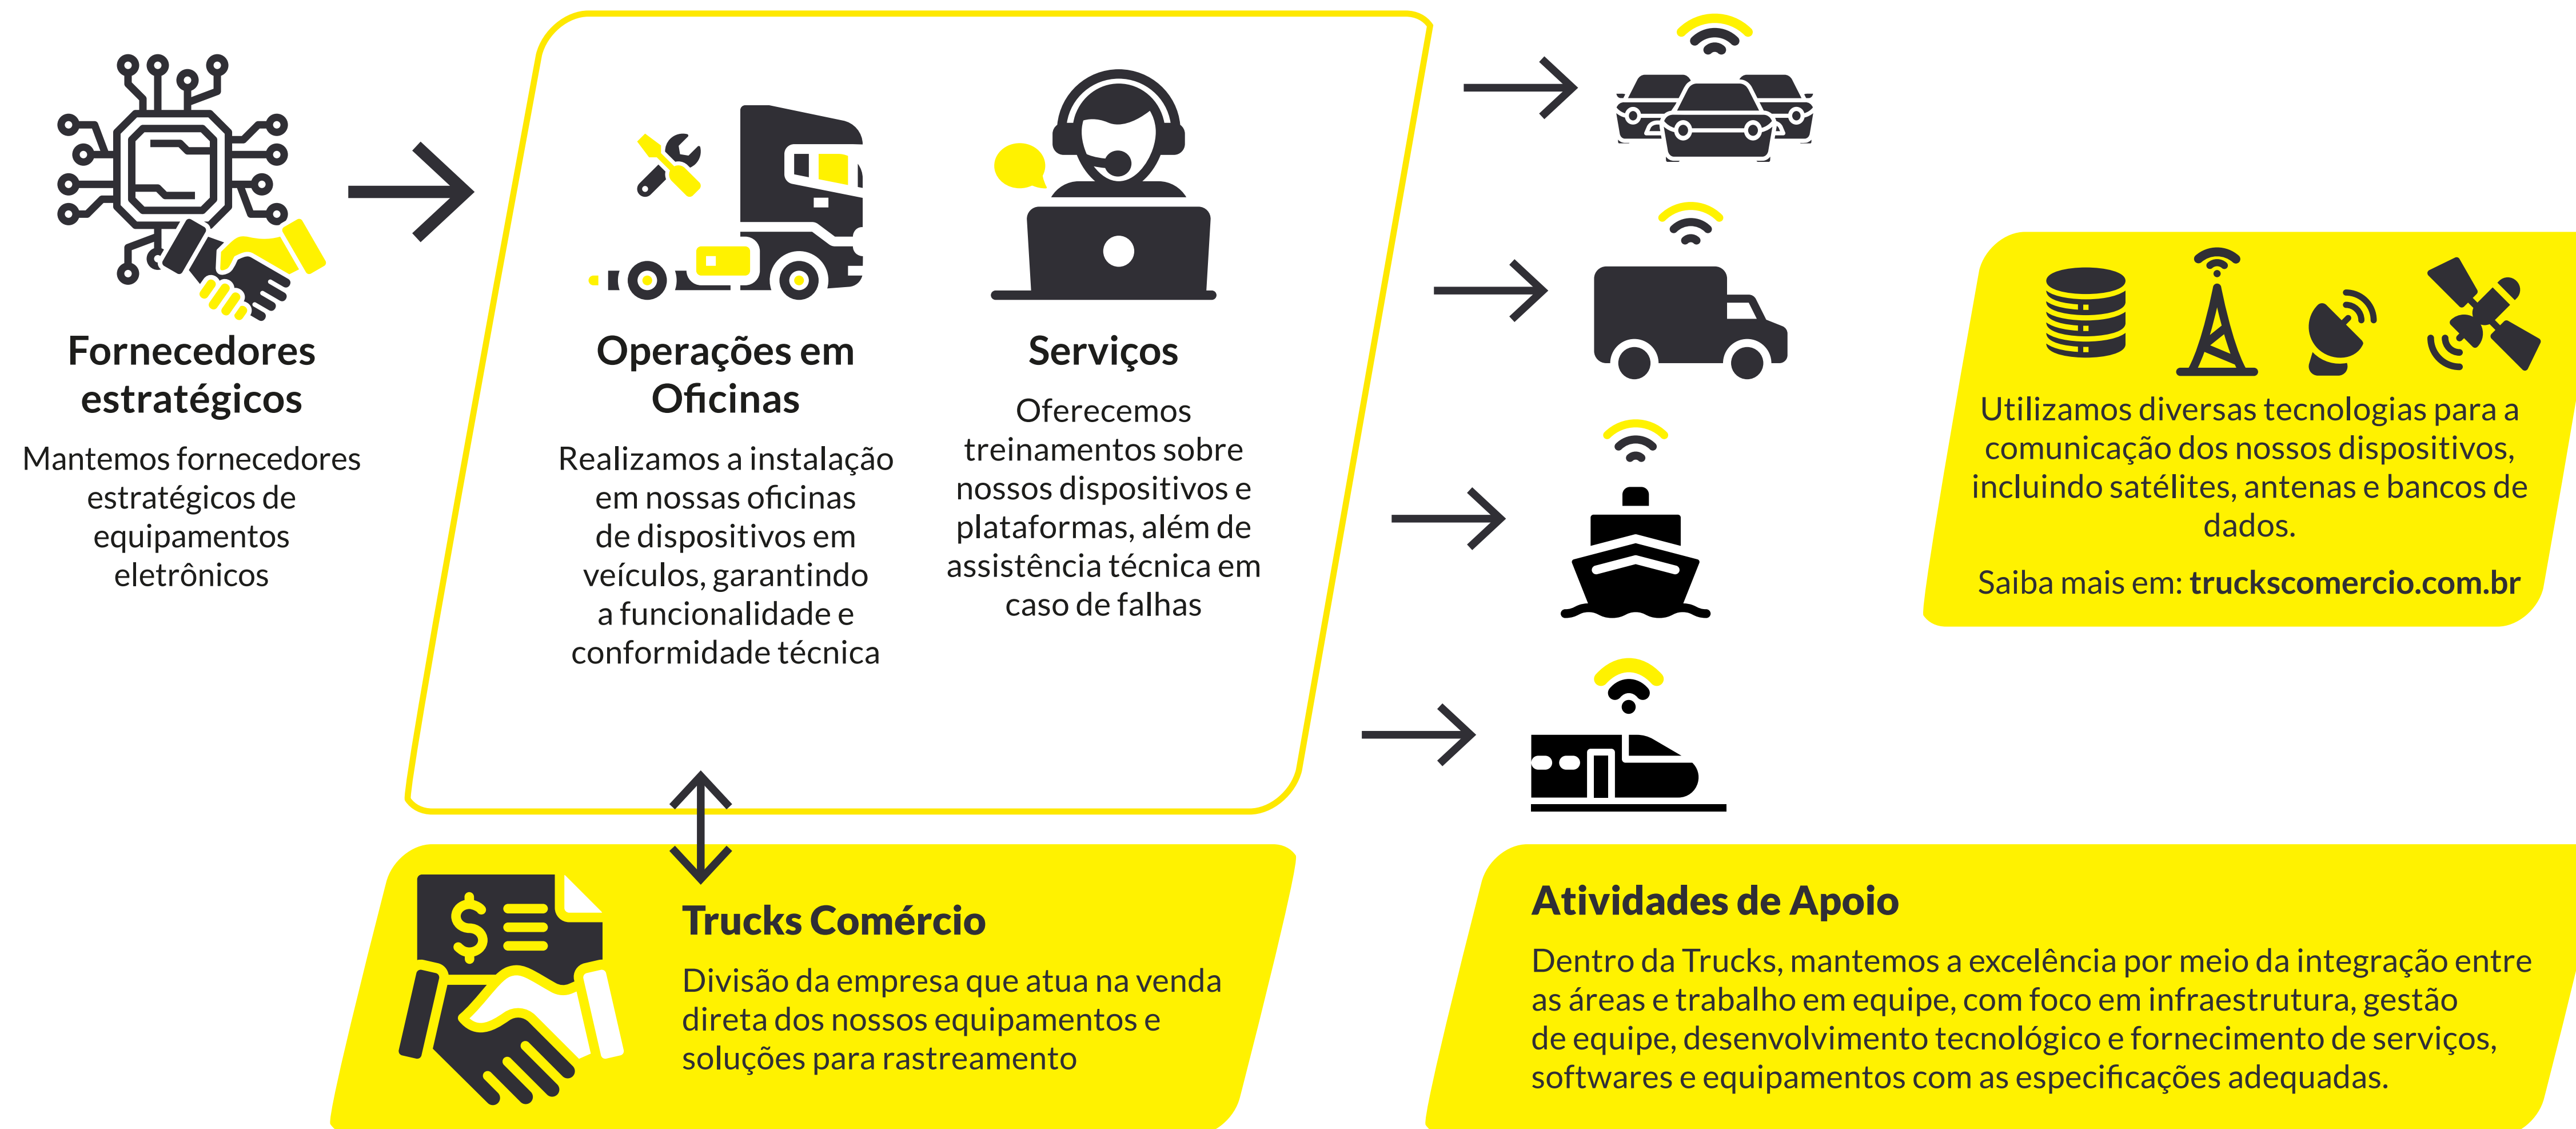 Fornecedores
estratégicos
Mantemos fornecedores
estratégicos de
equipamentos
eletrônicos
Operações em
Oficinas
Realizamos a instalação
em nossas oficinas
de dispositivos em
veículos, garantindo
a funcionalidade e
conformidade técnica
Serviços
Oferecemos
treinamentos sobre
nossos dispositivos e
plataformas, além de
assistência técnica em
caso de falhas
Utilizamos diversas tecnologias para a
comunicação dos nossos dispositivos,
incluindo satélites, antenas e bancos de
dados.
Saiba mais em: truckscomercio.com.br
$
Trucks Comércio
Divisão da empresa que atua na venda
direta dos nossos equipamentos e
soluções para rastreamento
Atividades de Apoio
Dentro da Trucks, mantemos a excelência por meio da integração entre
as áreas e trabalho em equipe, com foco em infraestrutura, gestão
de equipe, desenvolvimento tecnológico e fornecimento de serviços,
softwares e equipamentos com as especificações adequadas.